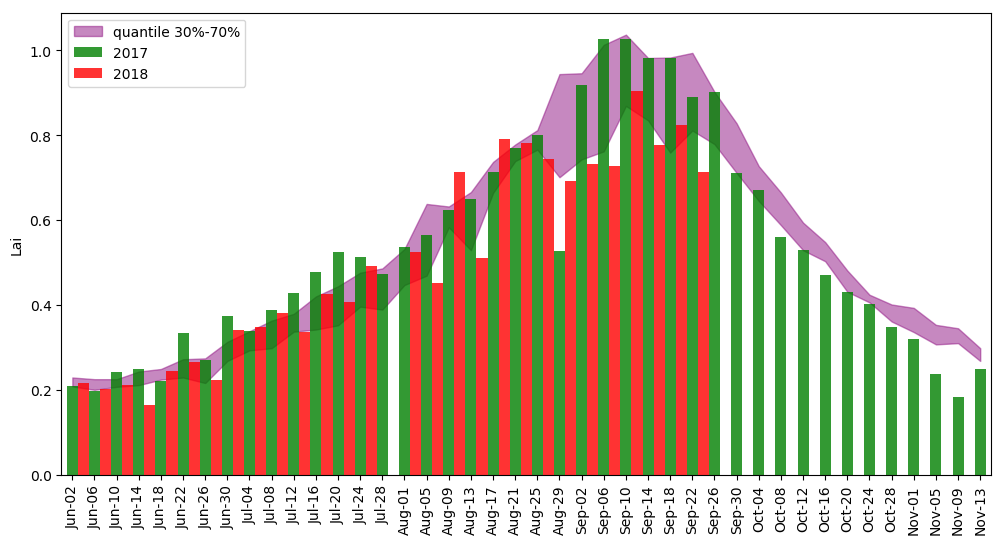 quantile 30%-70%
2017
2018
Lai
1.0
0.8
0.6
0.4
0.2
0.0
Jun-02
Jun-06
Jun-10
Jun-14
Jun-18
Jun-22
Jun-26
Jun-30
Jul-04
Jul-08
Jul-12
Jul-16
Jul-20
Jul-24
Jul-28
Aug-01
Aug-05
Aug-09
Aug-13
Aug-17
Aug-21
Aug-25
Aug-29
Sep-02
Sep-06
Sep-10
Sep-14
Sep-18
Sep-22
Sep-26
Sep-30
Oct-04
Oct-08
Oct-12
Oct-16
Oct-20
Oct-24
Oct-28
Nov-01
Nov-05
Nov-09
Nov-13